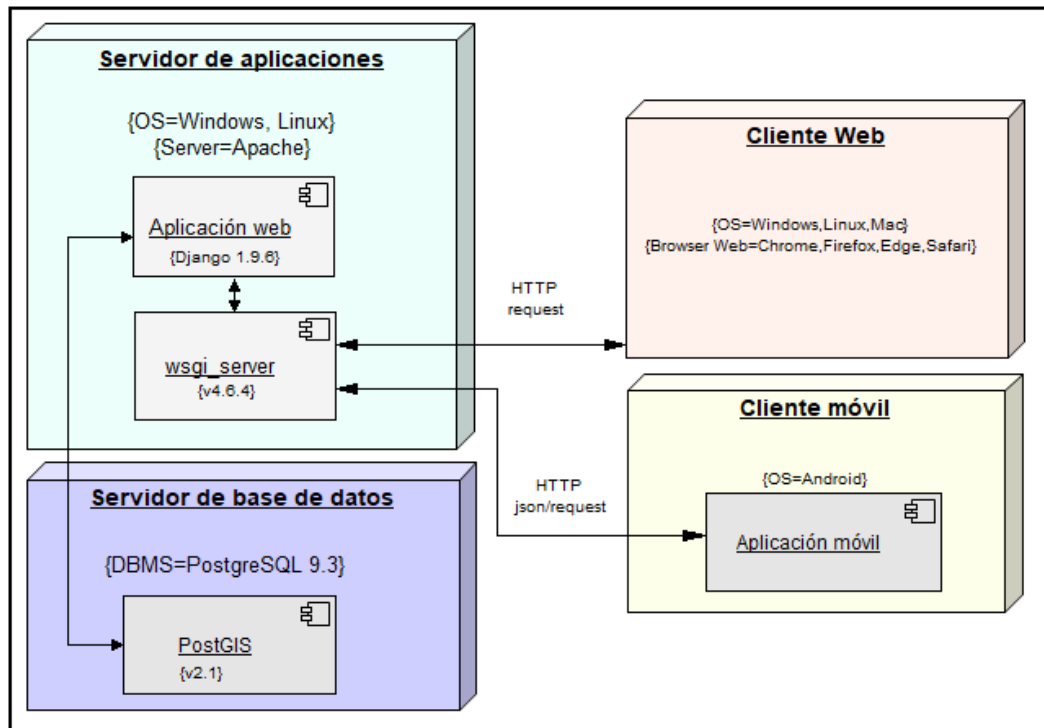 Servidor de aplicaciones
{OS=Windows, Linux}
{Server=Apache}
Aplicación web
{Django 1.9.6}
wsgi_server
{v4.6.4}
Servidor de base de datos
{DBMS=PostgreSQL 9.3}
PostGIS
{v2.1}
HTTP
request
HTTP
json/request
Cliente Web
{OS=Windows,Linux,Mac}
{Browser Web=Chrome,Firefox,Edge,Safari}
Cliente móvil
{OS=Android}
Aplicación móvil